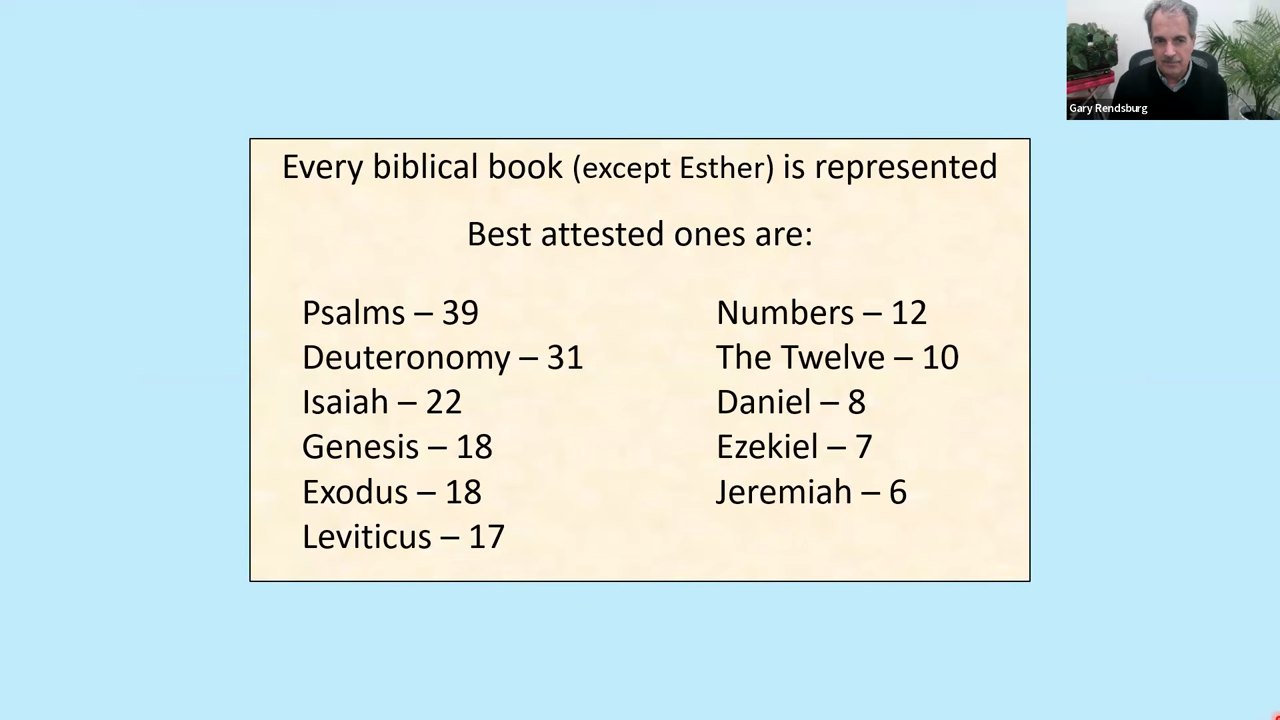 Gary Rendsburg
Every biblical book (except Esther) is represented
Best attested ones are:
Psalms – 39
Deuteronomy – 31
Isaiah – 22
Genesis – 18
Exodus – 18
Leviticus – 17
Numbers – 12
The Twelve – 10
Daniel – 8
Ezekiel – 7
Jeremiah – 6